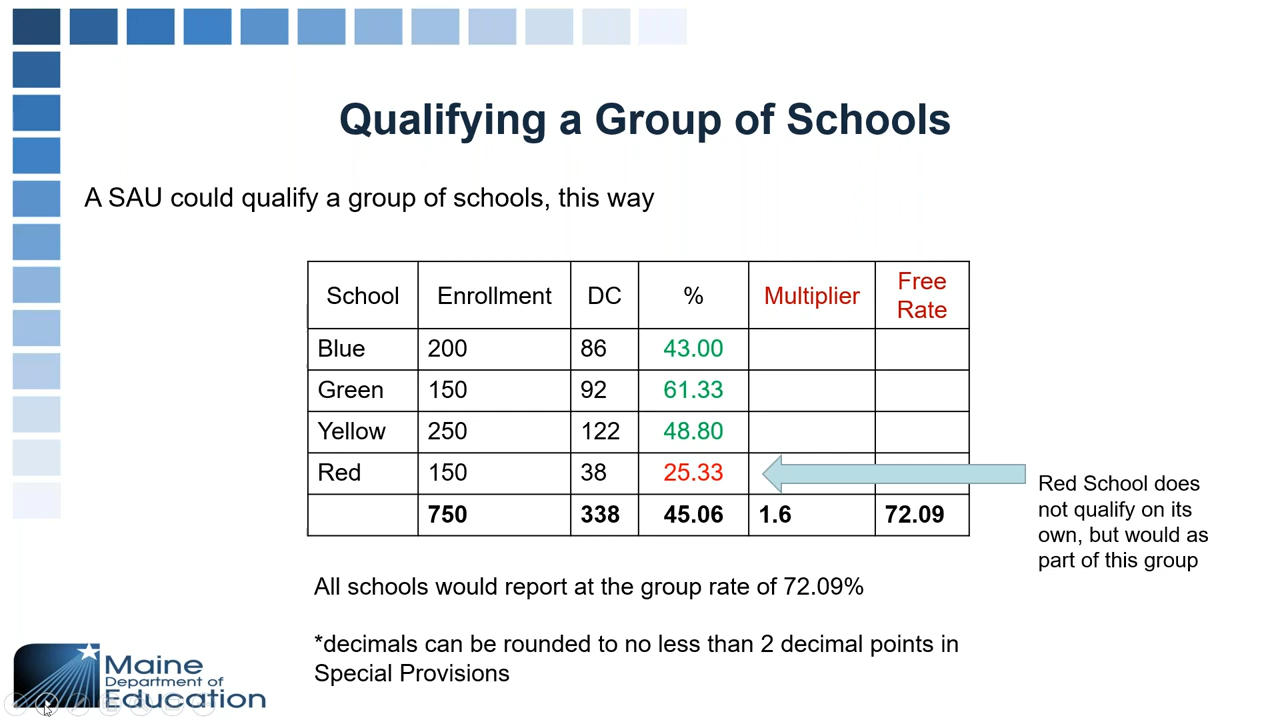 Qualifying a Group of Schools
A SAU could qualify a group of schools, this way
School Enrollment DC % Multiplier Free Rate
Blue 200 86 43.00
Green 150 92 61.33
Yellow 250 122 48.80
Red 150 38 25.33
750 338 45.06 1.6 72.09
Red School does
not qualify on its
own, but would as
part of this group
All schools would report at the group rate of 72.09%
*decimals can be rounded to no less than 2 decimal points in
Special Provisions
Maine
Department of
Education